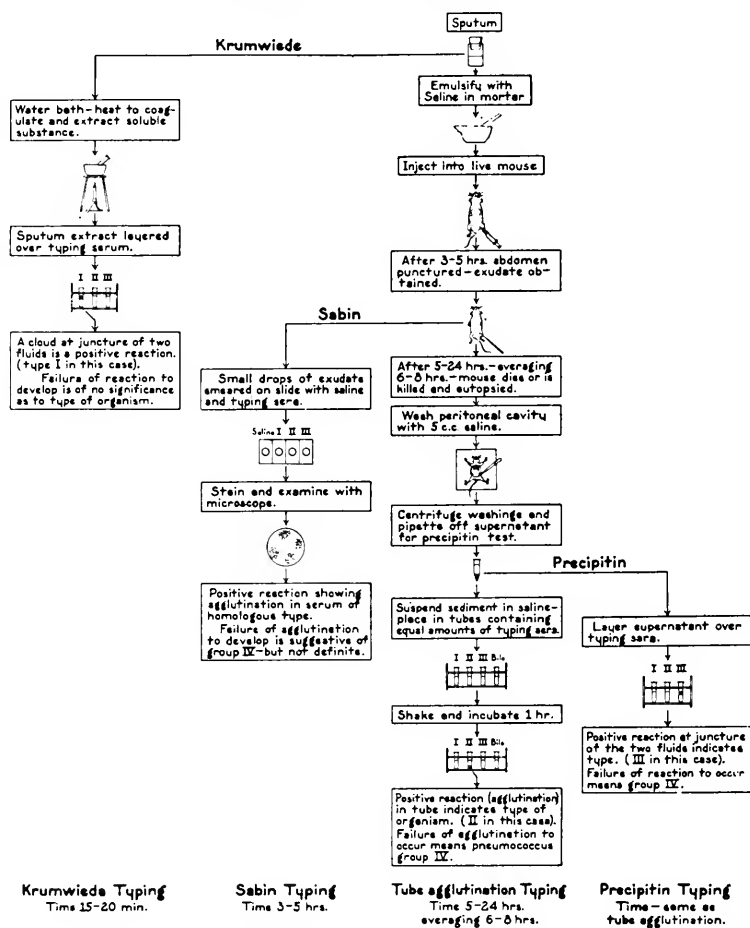 Sputum
Krumwiede
Emulsify with
Saline in mortar
Water bath-heat to coag-
ulate and extract soluble
substance.
Inject into live mouse
Sputum extract layered
over typing serum.
I II III
After 3-5 hrs. abdomen
punctured-exudate ob-
tained.
A cloud at juncture of two
fluids is a positive reaction.
(type I in this case).
Failure of reaction to
develop is of no significance
as to type of organism.
Sabin
Small drops of exudate
smeared on slide with saline
and typing sera.
Saline I II III
Stain and examine with
microscope.
Positive reaction showing
agglutination in serum of
homologous type.
Failure of agglutination
to develop is suggestive of
group IV-but not definite.
After 5-24 hrs.-averaging
6-8 hrs.-mouse dies or is
killed and autopsied.
Wash peritoneal cavity
with 5 c.c. saline.
Centrifuge washings and
pipette off supernatant
for precipitin test.
Precipitin
Suspend sediment in saline-
place in tubes containing
equal amounts of typing sera.
I II III Bile
Shake and incubate 1 hr.
I II III Bile
Positive reaction (agglutination)
in tube indicates type of
organism. (II in this case).
Failure of agglutination to
occur means pneumococcus
group IV.
Layer supernatant over
typing sera.
I II III
Positive reaction at juncture
of the two fluids indicates
type. (III in this case).
Failure of reaction to occur
means group IV.
Krumwiede Typing
Time 15-20 min.
Sabin Typing
Time 3-5 hrs.
Tube agglutination Typing
Time 5-24 hrs.
averaging 6-8 hrs.
Precipitin Typing
Time-same as
tube agglutination.